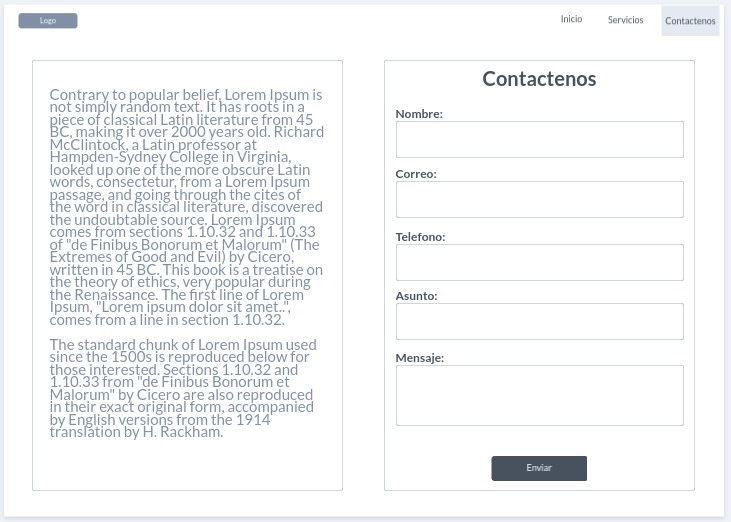 Logo
Inicio
Servicios
Contactenos
Contrary to popular belief, Lorem Ipsum is
not simply random text. It has roots in a
piece of classical Latin literature from 45
BC, making it over 2000 years old. Richard
McClintock, a Latin professor at
Hampden-Sydney College in Virginia,
looked up one of the more obscure Latin
words, consectetur, from a Lorem Ipsum
passage, and going through the cites of
the word in classical literature, discovered
the undoubtable source. Lorem Ipsum
comes from sections 1.10.32 and 1.10.33
of "de Finibus Bonorum et Malorum" (The
Extremes of Good and Evil) by Cicero,
written in 45 BC. This book is a treatise on
the theory of ethics, very popular during
the Renaissance. The first line of Lorem
Ipsum, "Lorem ipsum dolor sit amet..",
comes from a line in section 1.10.32.
The standard chunk of Lorem Ipsum used
since the 1500s is reproduced below for
those interested. Sections 1.10.32 and
1.10.33 from "de Finibus Bonorum et
Malorum" by Cicero are also reproduced
in their exact original form, accompanied
by English versions from the 1914
translation by H. Rackham.
Contactenos
Nombre:
Correo:
Telefono:
Asunto:
Mensaje:
Enviar